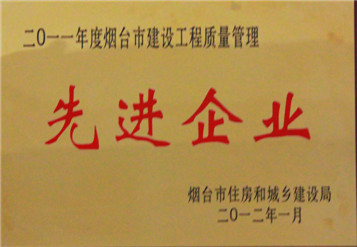 二〇一一年度烟台市建设工程质量管理
先进企业
烟台市住房和城乡建设局
二〇一二年一月